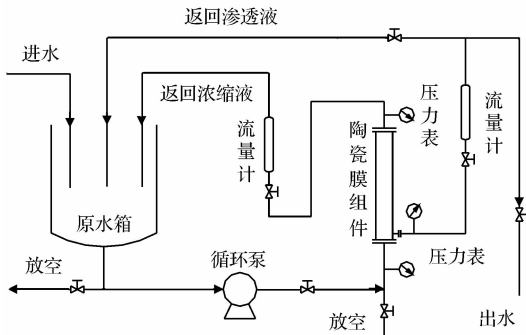 返回渗透液
进水
返回浓缩液
流量计
压力表
流量计
陶瓷膜组件
原水箱
放空
循环泵
压力表
放空
出水